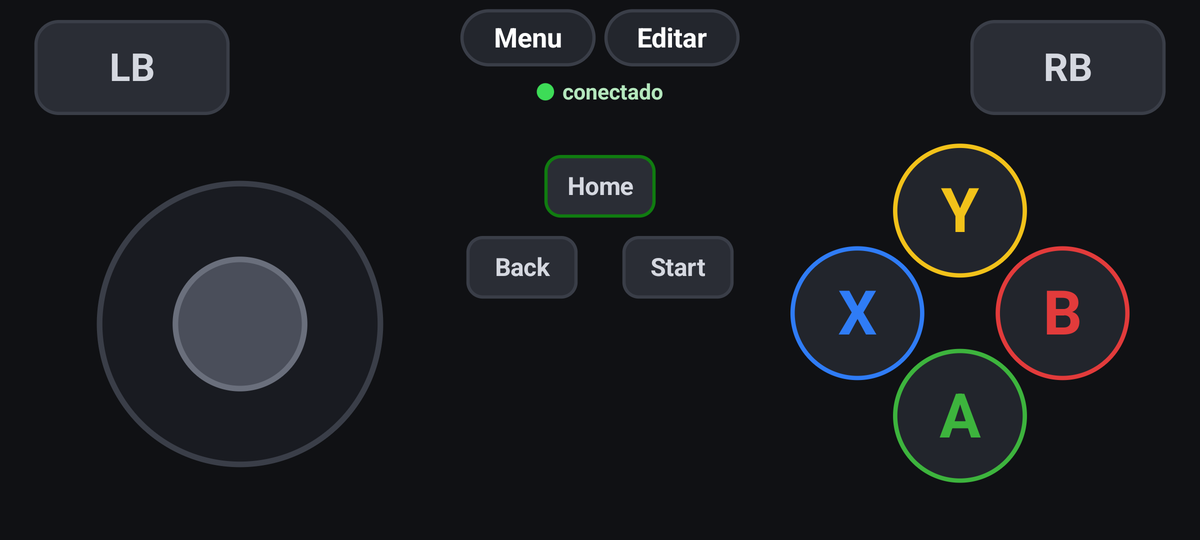 LB
Menu
Editar
RB
conectado
Home
Back
Start
Y
X
B
A